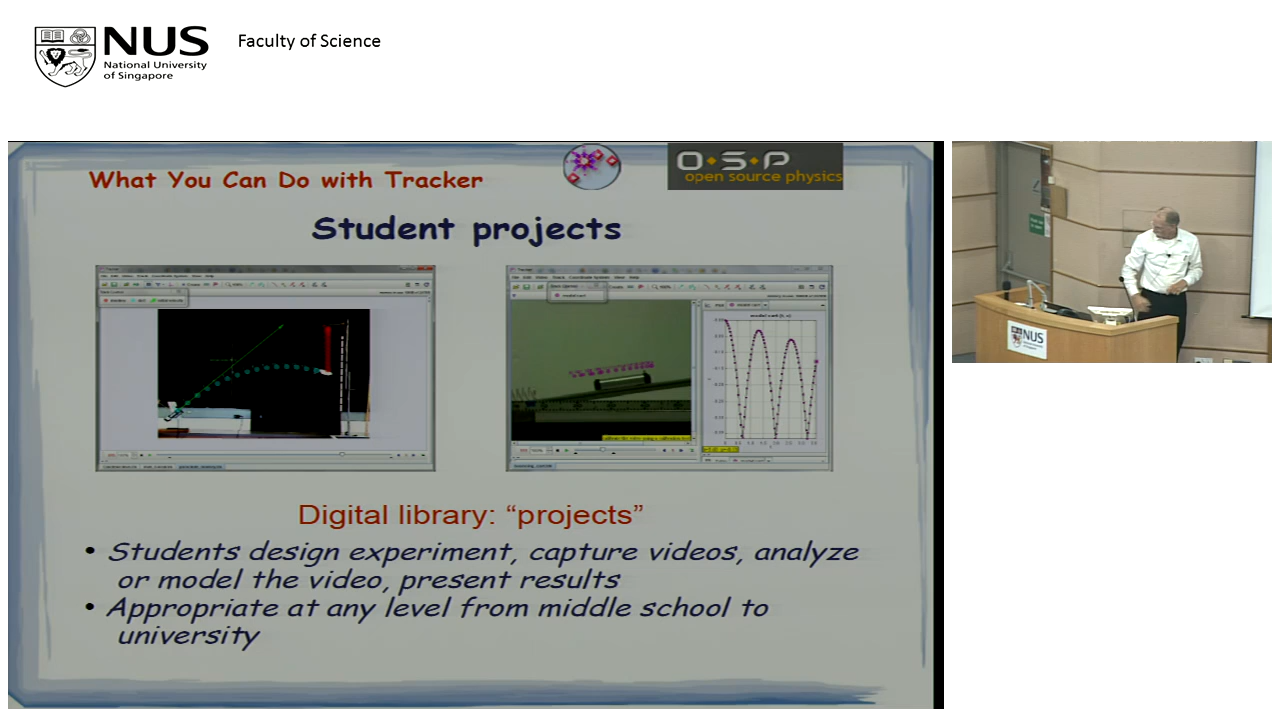 NUS
National University
of Singapore
Faculty of Science
What You Can Do with Tracker
O·S·P
open source physics
Student projects
Digital library: “projects”
• Students design experiment, capture videos, analyze
or model the video, present results
• Appropriate at any level from middle school to
university
NUS